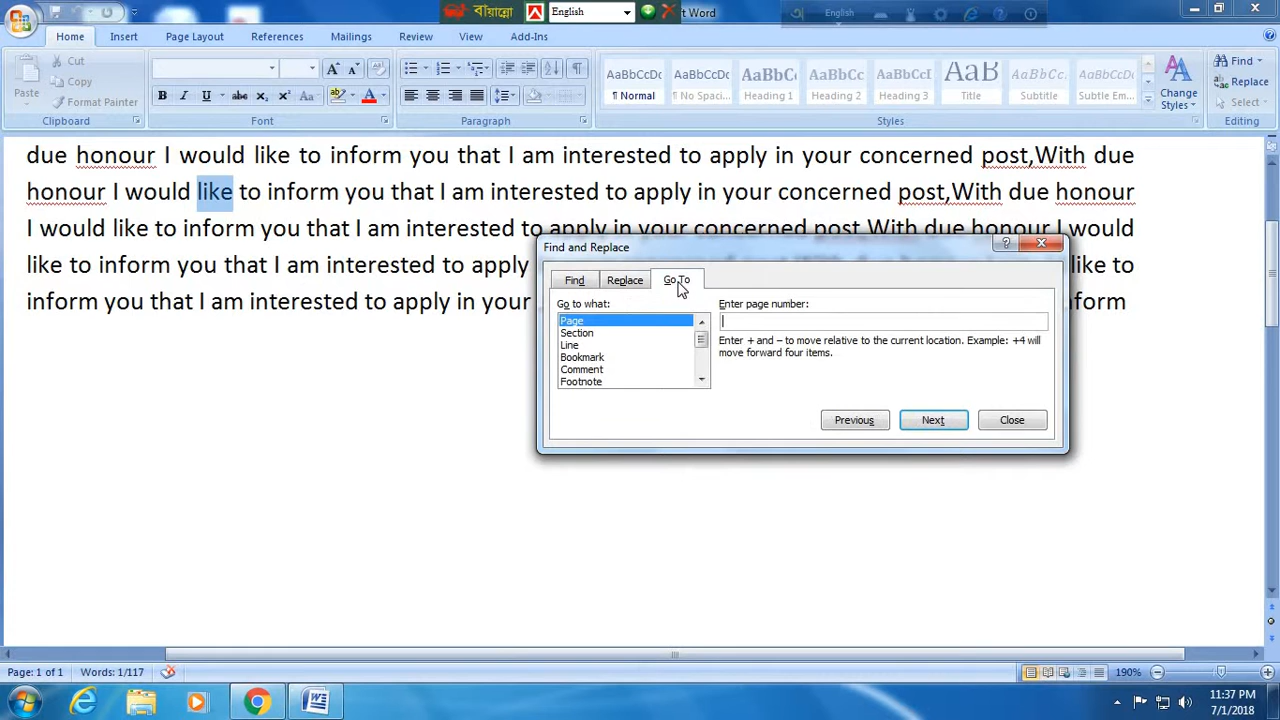 বায়ান্নো English ft Word English
Home Insert Page Layout References Mailings Review View Add-Ins
Paste Cut Copy Format Painter
Clipboard
B I U abc x₂ x² Aa
Font
Paragraph
AaBbCcDc AaBbCcDc AaBbCc AaBbCc AaBbCcI AaB AaBbCc. AaBbCcDc
¶ Normal ¶ No Spaci... Heading 1 Heading 2 Heading 3 Title Subtitle Subtle Em...
Change Styles
Styles
Find
Replace
Select
Editing
due honour I would like to inform you that I am interested to apply in your concerned post,With due
honour I would like to inform you that I am interested to apply in your concerned post,With due honour
I would like to inform you that I am interested to apply in your concerned post,With due honour I would
like to inform you that I am interested to apply like to
inform you that I am interested to apply in your inform
Find and Replace
Find Replace Go To
Go to what:
Page
Section
Line
Bookmark
Comment
Footnote
Enter page number:
Enter + and – to move relative to the current location. Example: +4 will
move forward four items.
Previous Next Close
Page: 1 of 1 Words: 1/117 190%
11:37 PM
7/1/2018